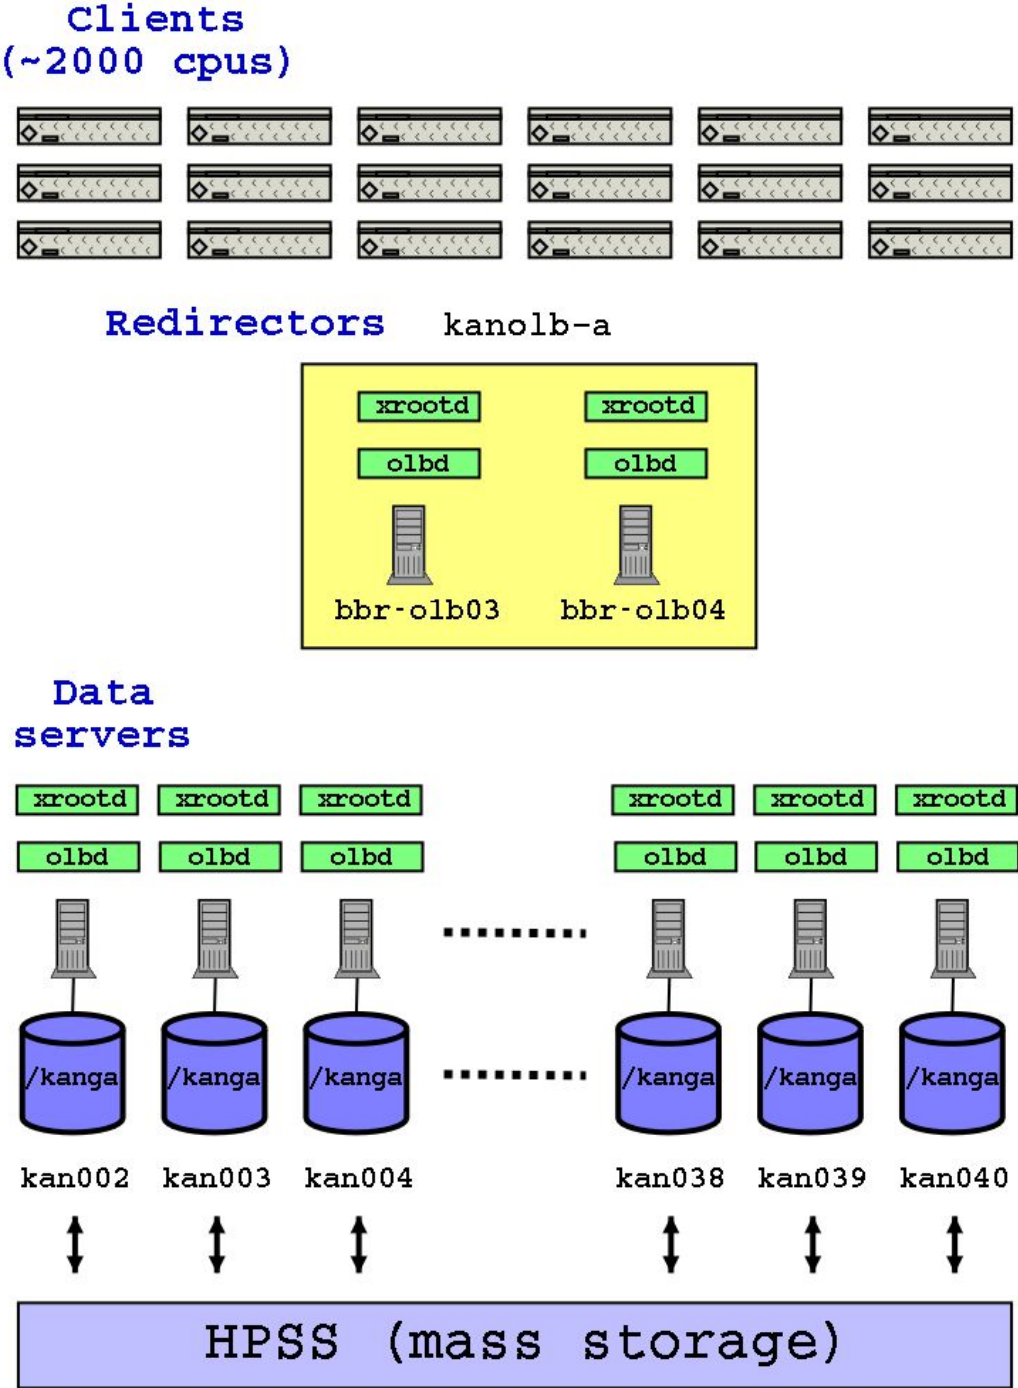 Clients
(~2000 cpus)
Redirectors kanolb-a
xrootd xrootd
olbd olbd
bbr-olb03 bbr-olb04
Data
servers
xrootd xrootd xrootd xrootd xrootd xrootd
olbd olbd olbd olbd olbd olbd
/kanga /kanga /kanga /kanga /kanga /kanga
kan002 kan003 kan004 kan038 kan039 kan040
HPSS (mass storage)